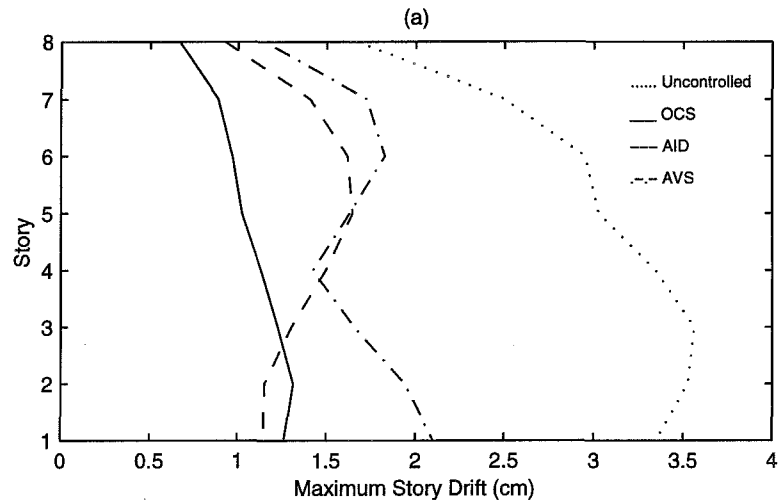 (a)
8
7
6
5
4
3
2
1
Story
Uncontrolled
OCS
AID
AVS
0 0.5 1 1.5 2 2.5 3 3.5 4
Maximum Story Drift (cm)